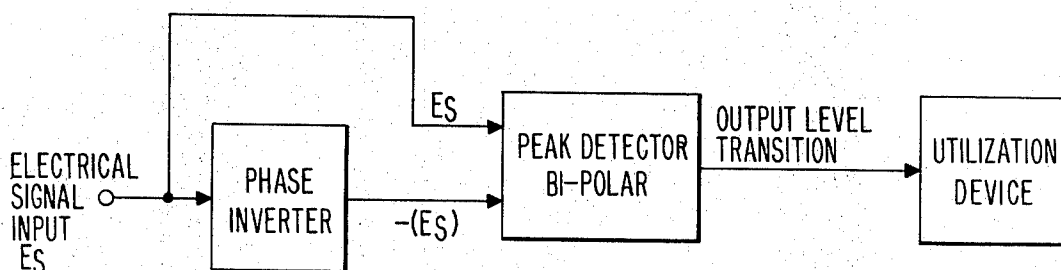 ELECTRICAL
SIGNAL
INPUT
ES
PHASE
INVERTER
ES
-(ES)
PEAK DETECTOR
BI-POLAR
OUTPUT LEVEL
TRANSITION
UTILIZATION
DEVICE